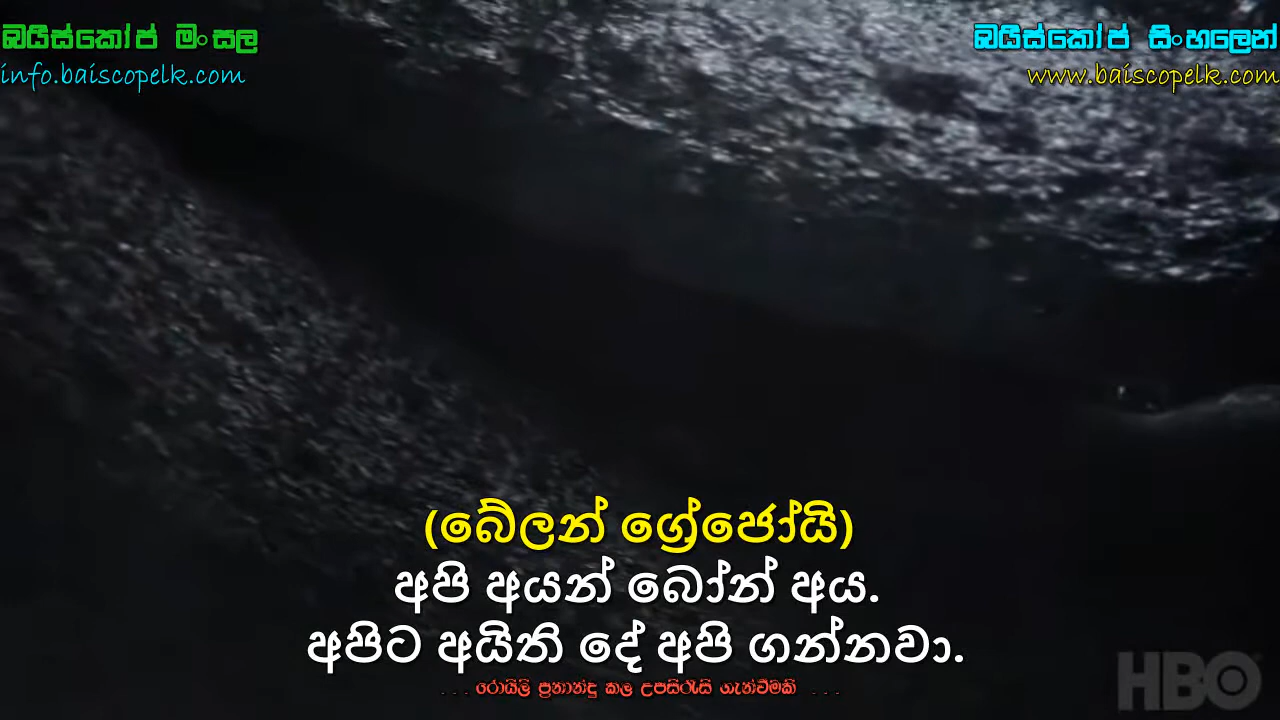 බයිස්කෝප් මංසල
බයිස්කෝප් සිංහලෙන්
info.baiscopelk.com
www.baiscopelk.com
(බේලන් ග්‍රේජෝයි)
අපි අයන් බෝන් අය.
අපිට අයිති දේ අපි ගන්නවා.
. . . රොයිලි ප්‍රනාන්දු කල උපසිරැසි ගැන්වීමකි . . .
HBO